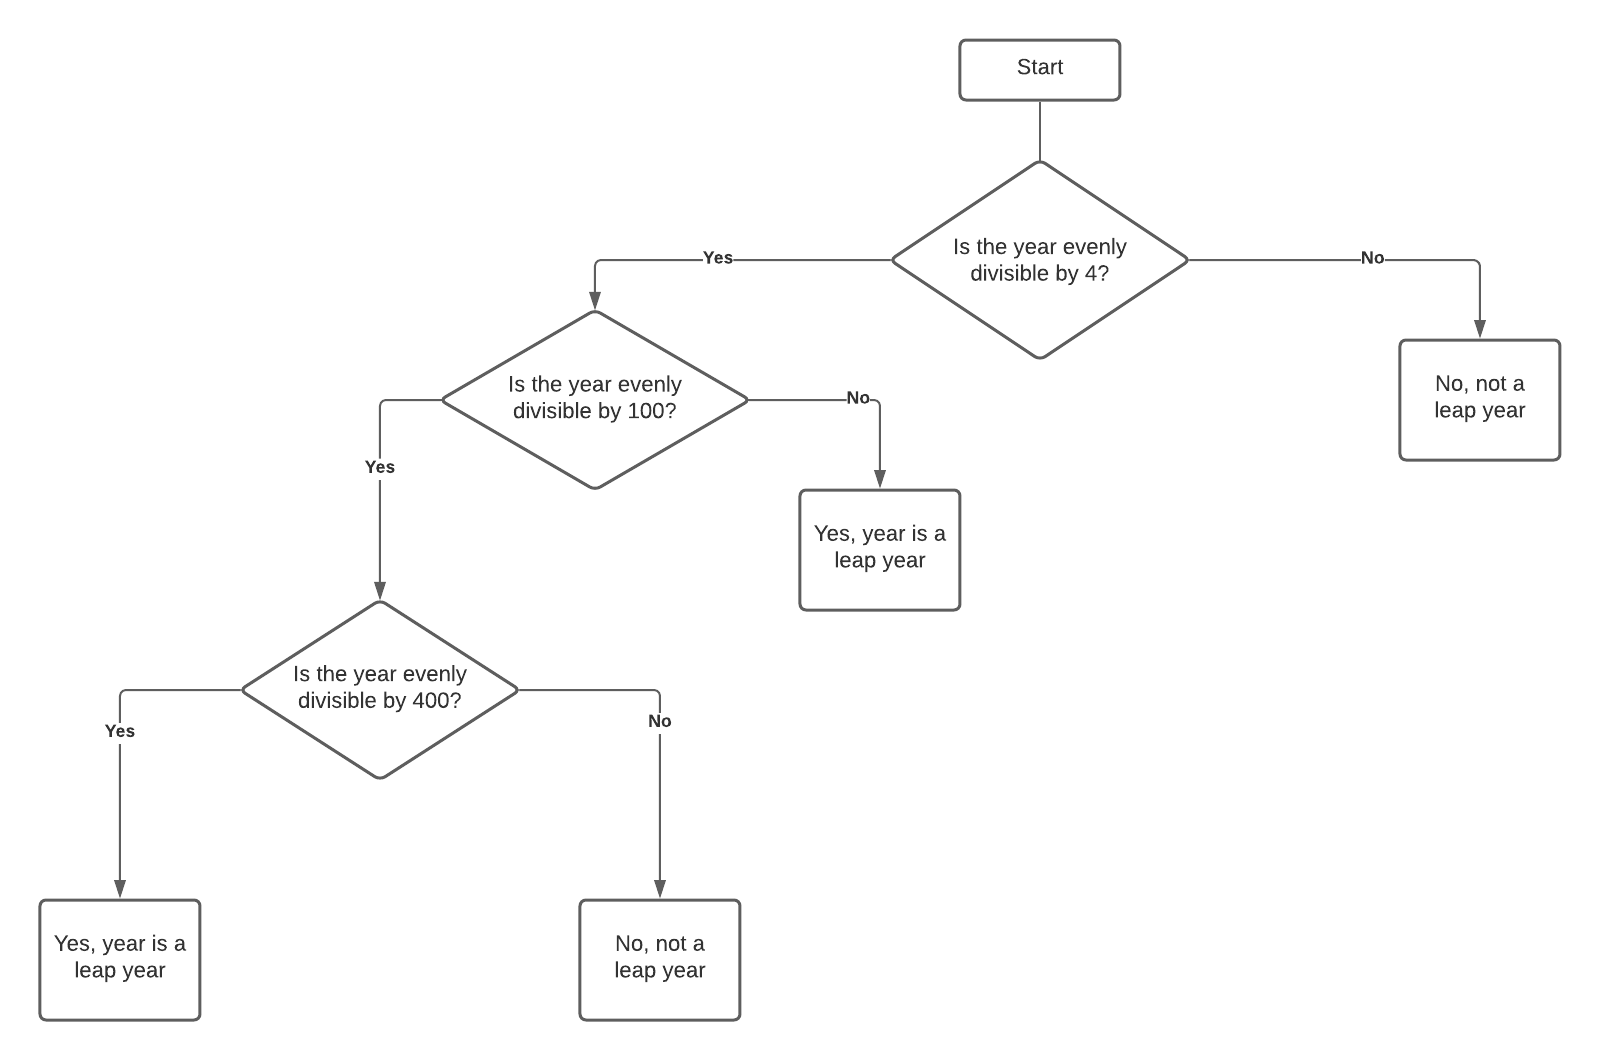 Start
Is the year evenly
divisible by 4?
Yes
No
Is the year evenly
divisible by 100?
No, not a
leap year
Yes
No
Yes, year is a
leap year
Is the year evenly
divisible by 400?
Yes
No
Yes, year is a
leap year
No, not a
leap year